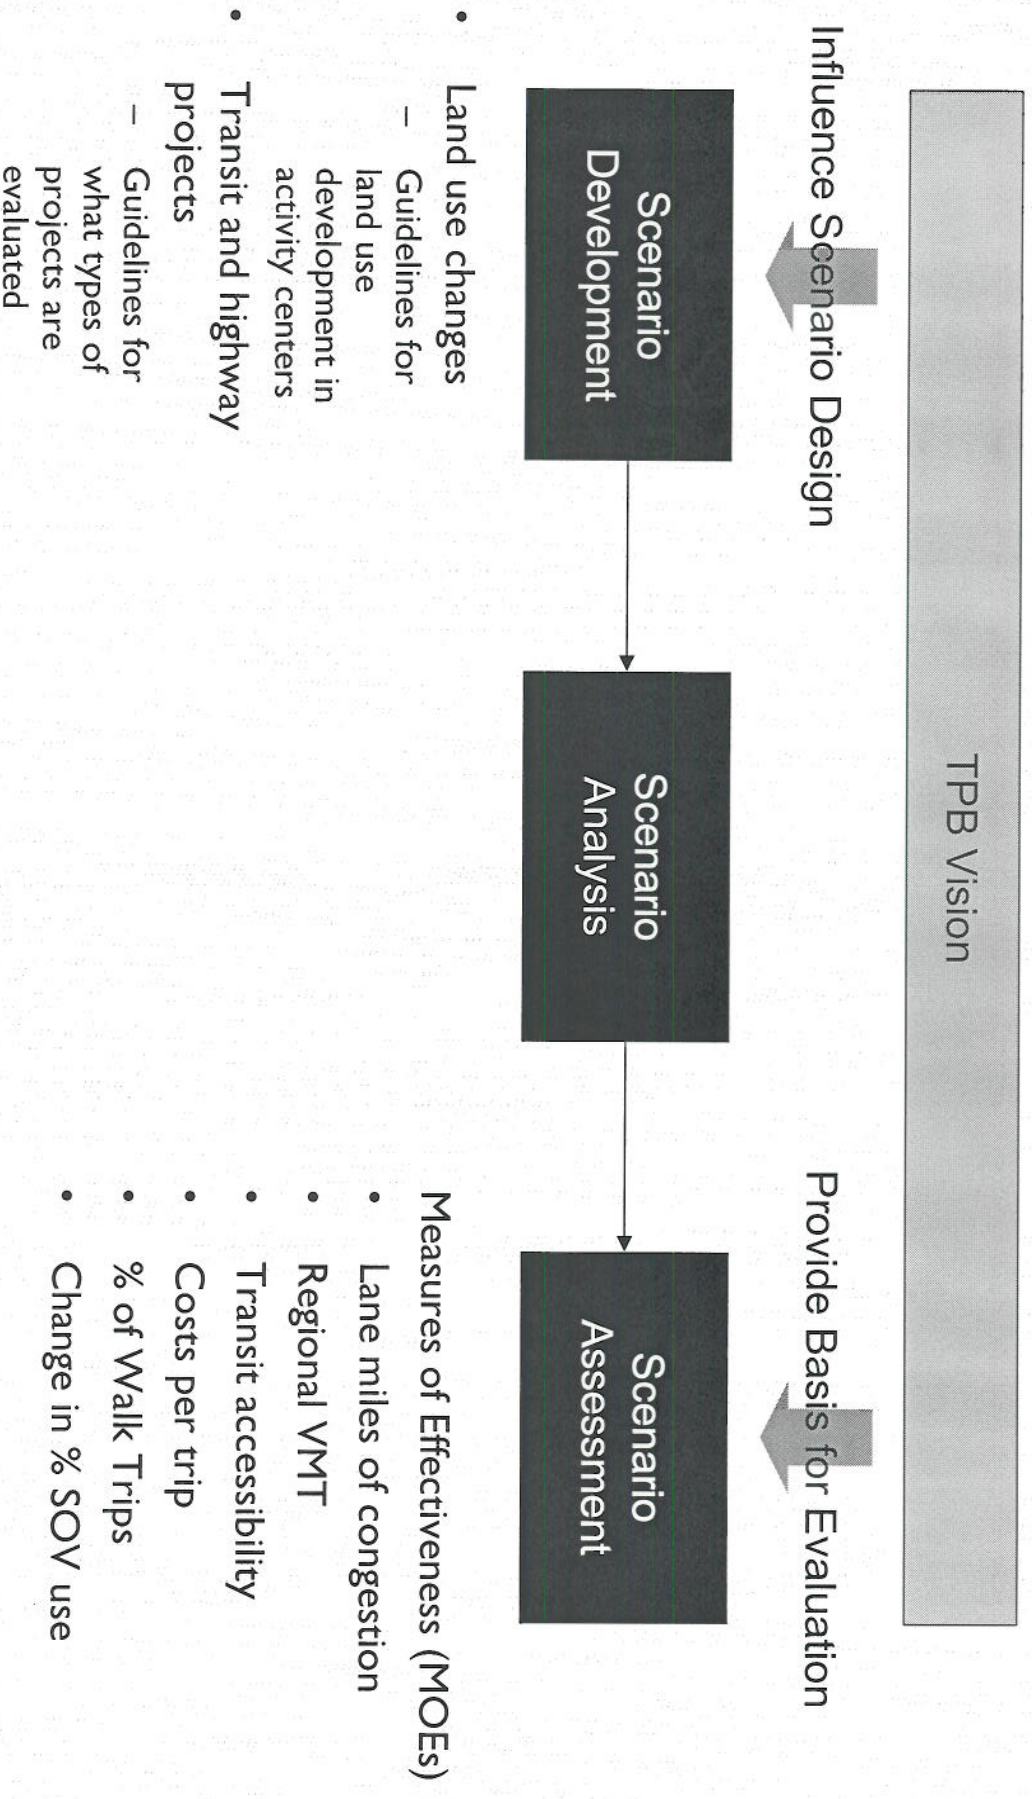 TPB Vision
Influence Scenario Design
Provide Basis for Evaluation
Scenario
Development
Scenario
Analysis
Scenario
Assessment
• Land use changes
– Guidelines for
land use
development in
activity centers
• Transit and highway
projects
– Guidelines for
what types of
projects are
evaluated
Measures of Effectiveness (MOEs)
• Lane miles of congestion
• Regional VMT
• Transit accessibility
• Costs per trip
• % of Walk Trips
• Change in % SOV use